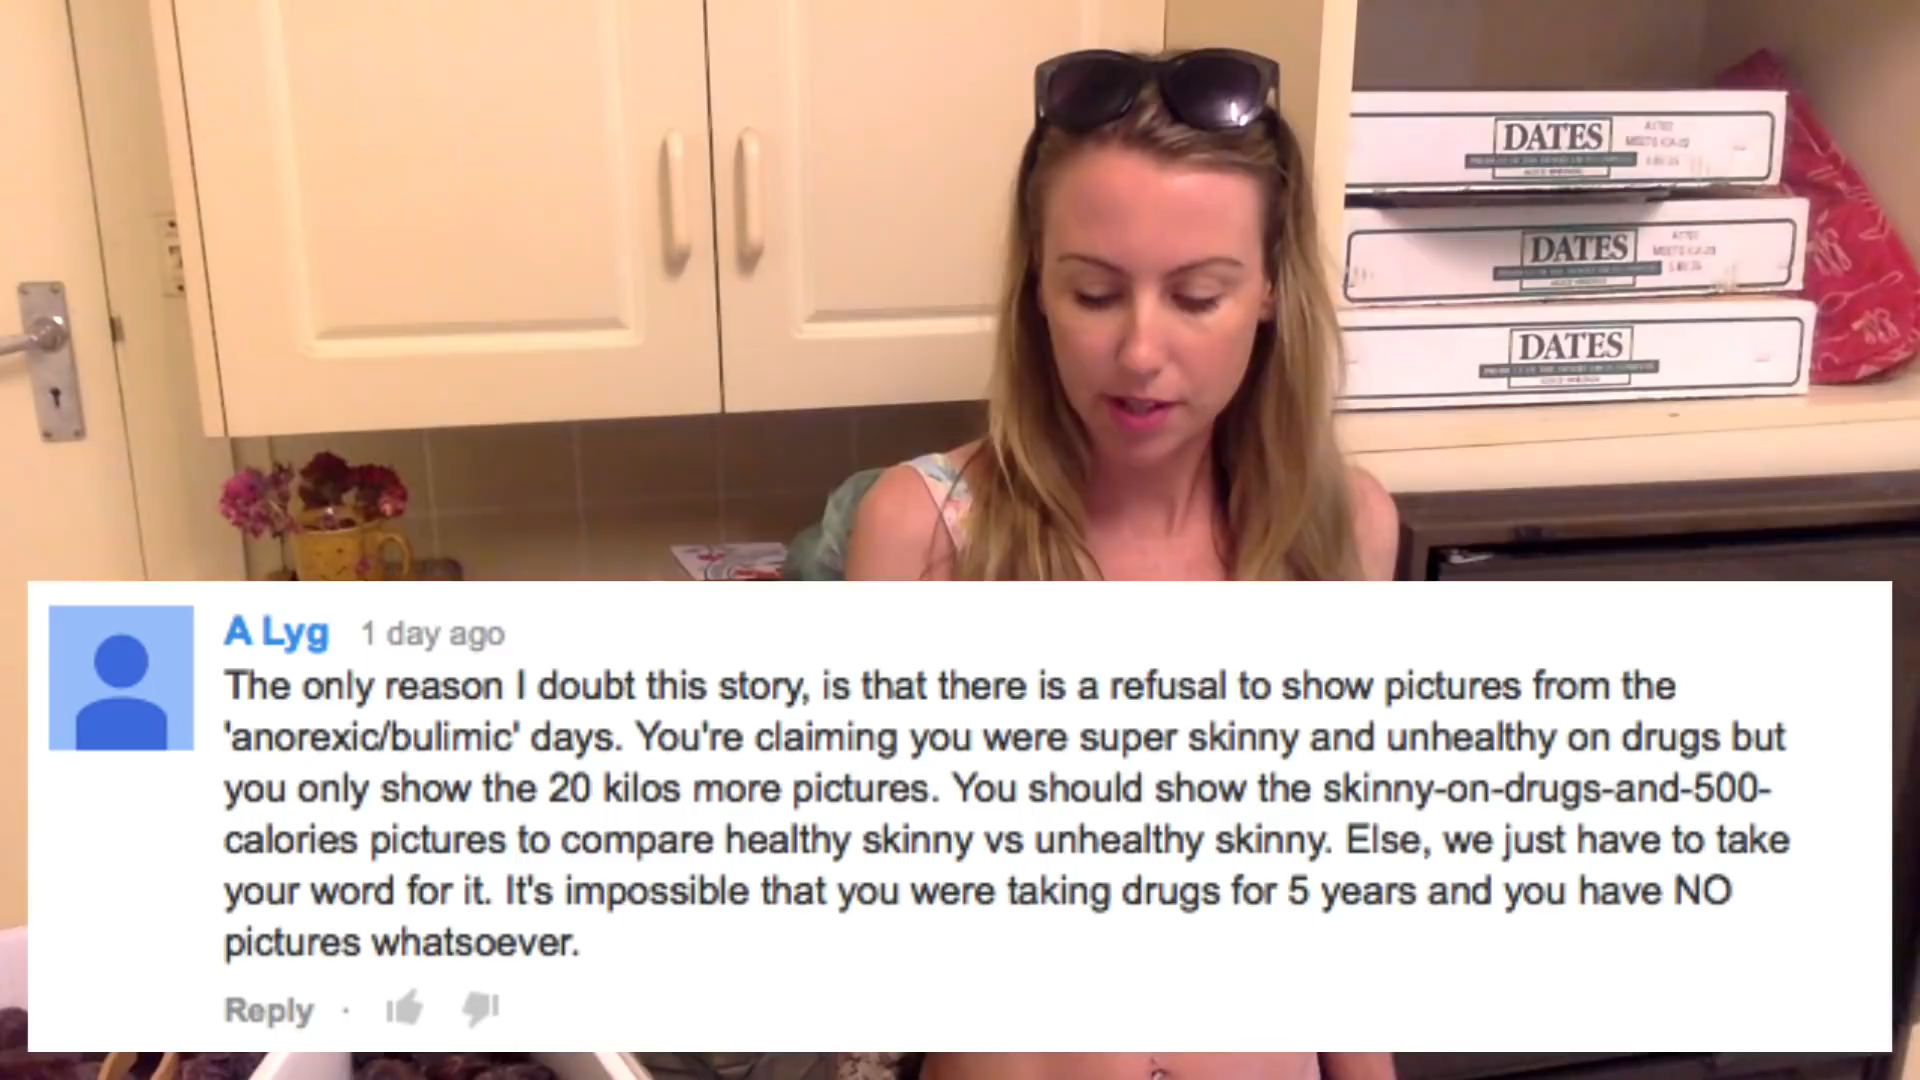 DATES
DATES
DATES
A Lyg 1 day ago
The only reason I doubt this story, is that there is a refusal to show pictures from the
'anorexic/bulimic' days. You're claiming you were super skinny and unhealthy on drugs but
you only show the 20 kilos more pictures. You should show the skinny-on-drugs-and-500-
calories pictures to compare healthy skinny vs unhealthy skinny. Else, we just have to take
your word for it. It's impossible that you were taking drugs for 5 years and you have NO
pictures whatsoever.
Reply ·